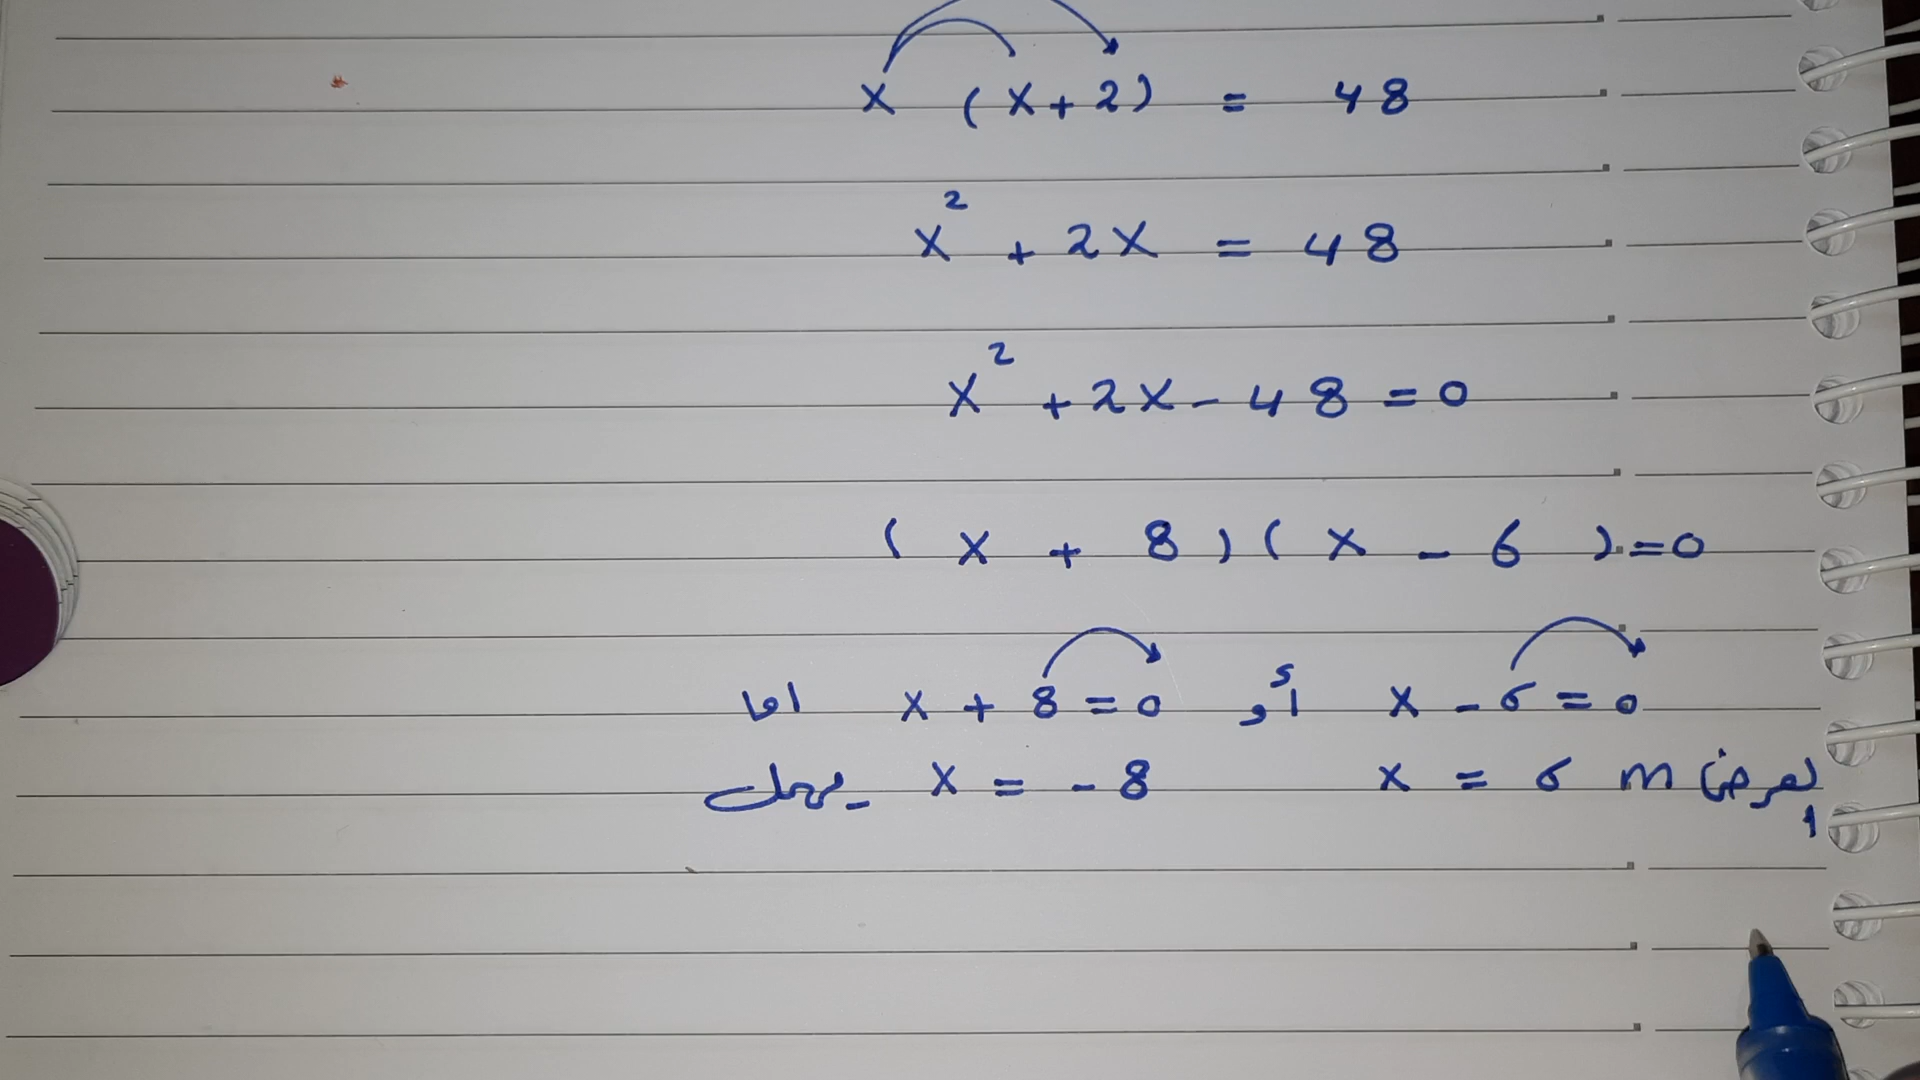 x (x+2) = 48
x² + 2x = 48
x² + 2x - 48 = 0
(x + 8)(x - 6) = 0
اما x + 8 = 0 أو x - 6 = 0
يهمل x = -8 x = 6 m العرض